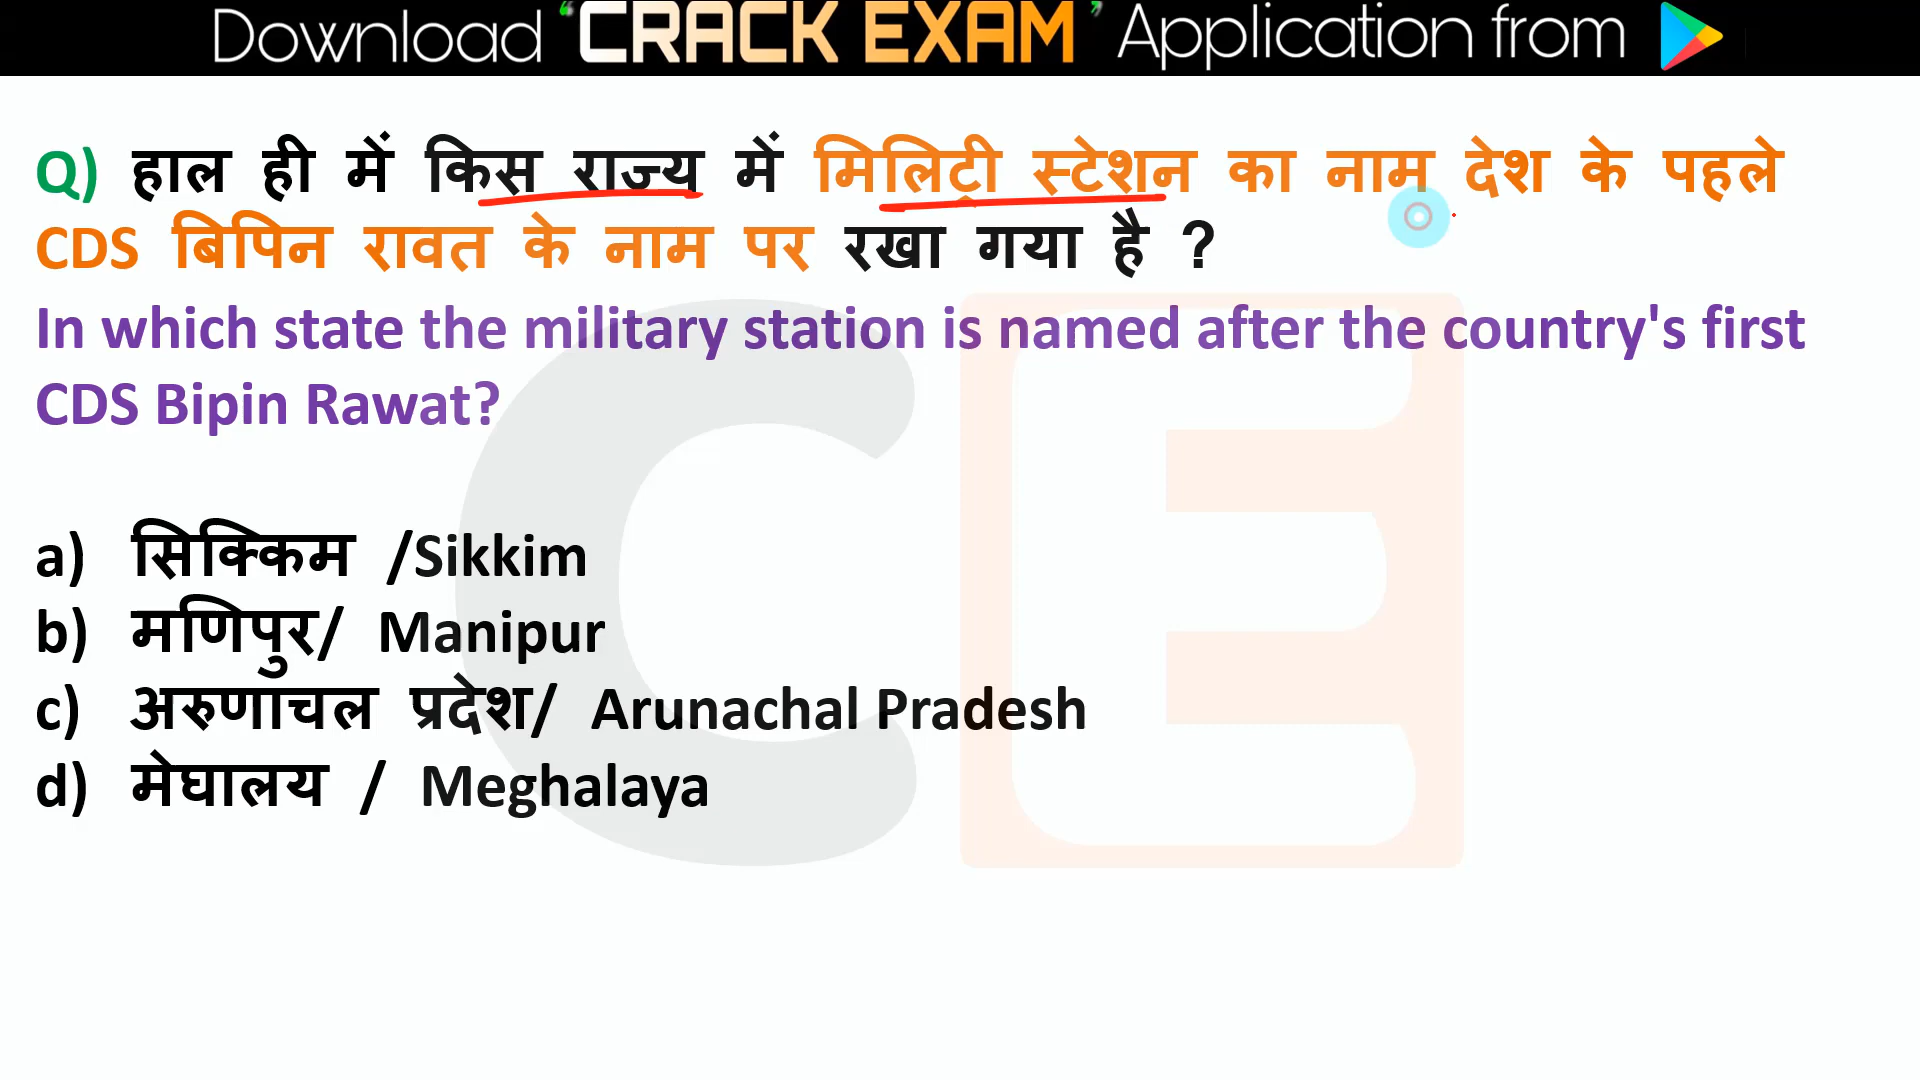 Download 'CRACK EXAM' Application from
Q) हाल ही में किस राज्य में मिलिट्री स्टेशन का नाम देश के पहले
CDS बिपिन रावत के नाम पर रखा गया है ?
In which state the military station is named after the country's first
CDS Bipin Rawat?
a) सिक्किम /Sikkim
b) मणिपुर/ Manipur
c) अरुणाचल प्रदेश/ Arunachal Pradesh
d) मेघालय / Meghalaya
CE